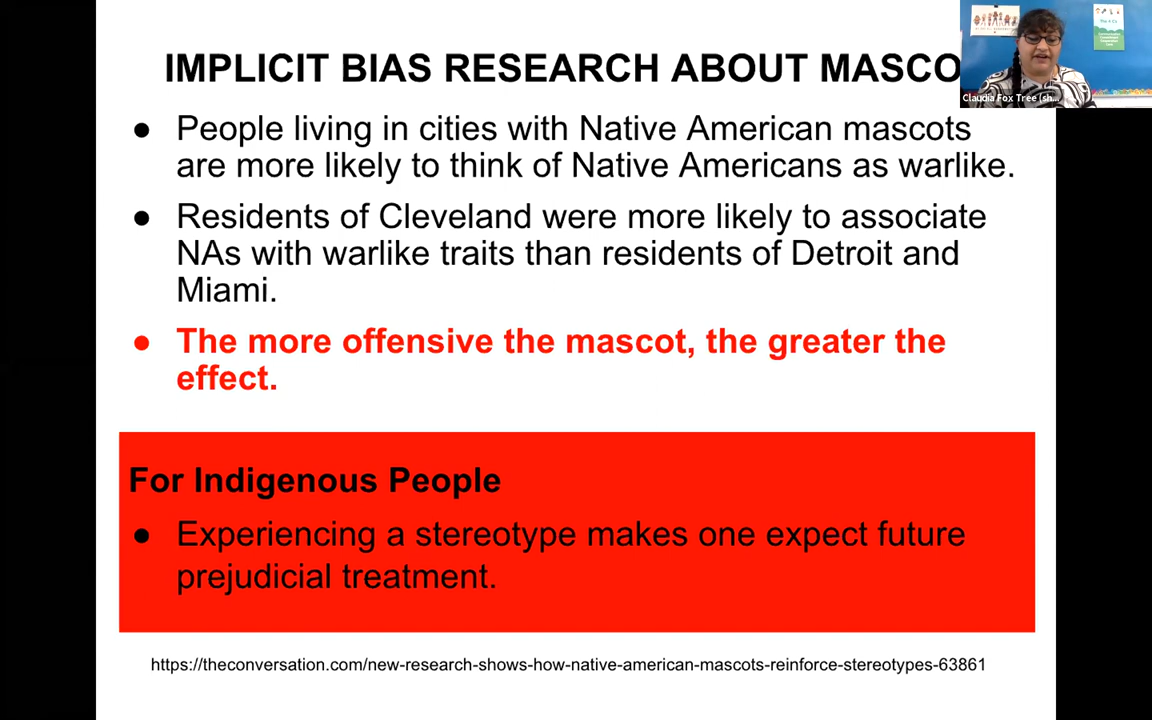 IMPLICIT BIAS RESEARCH ABOUT MASCO
Claudia Fox Tree (sh...
● People living in cities with Native American mascots
are more likely to think of Native Americans as warlike.
● Residents of Cleveland were more likely to associate
NAs with warlike traits than residents of Detroit and
Miami.
● The more offensive the mascot, the greater the
effect.
For Indigenous People
● Experiencing a stereotype makes one expect future
prejudicial treatment.
https://theconversation.com/new-research-shows-how-native-american-mascots-reinforce-stereotypes-63861